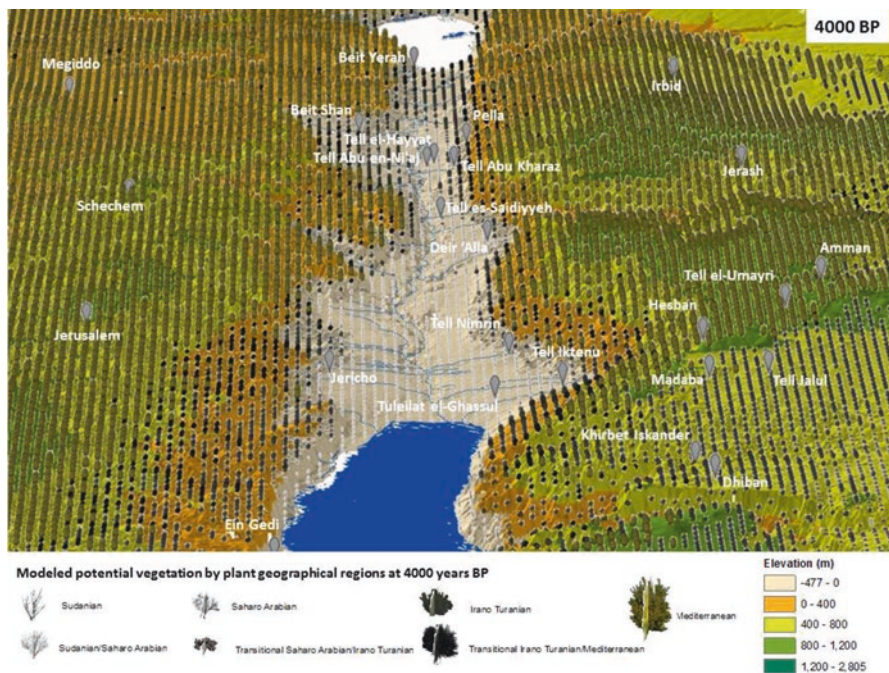 4000 BP
Megiddo
Beit Yerah
Irbid
Beit Shan
Pella
Tell el-Hayyat
Tell Abu en-Ni'aj
Tell Abu Kharaz
Jerash
Schechem
Tell es-Saidiyyeh
Deir 'Alla
Amman
Tell el-Umayri
Hesban
Jerusalem
Tell Nimrin
Tell Iktenu
Jericho
Madaba
Tell Jalul
Tuleilat el-Ghassul
Khirbet Iskander
Dhiban
Ein Gedi
Modeled potential vegetation by plant geographical regions at 4000 years BP
Sudanian
Saharo Arabian
Irano Turanian
Mediterranean
Sudanian/Saharo Arabian
Transitional Saharo Arabian/Irano Turanian
Transitional Irano Turanian/Mediterranean
Elevation (m)
-477 - 0
0 - 400
400 - 800
800 - 1,200
1,200 - 2,805